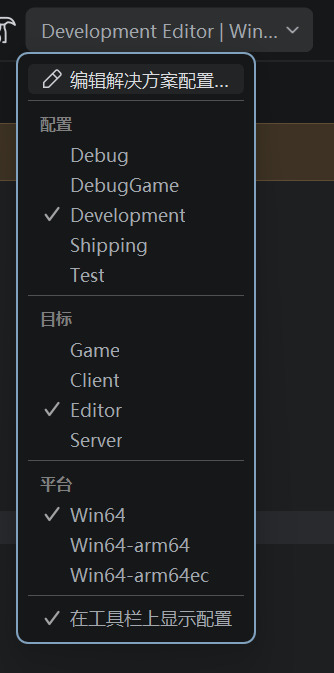 Development Editor | Win...
编辑解决方案配置...
配置
Debug
DebugGame
Development
Shipping
Test
目标
Game
Client
Editor
Server
平台
Win64
Win64-arm64
Win64-arm64ec
在工具栏上显示配置